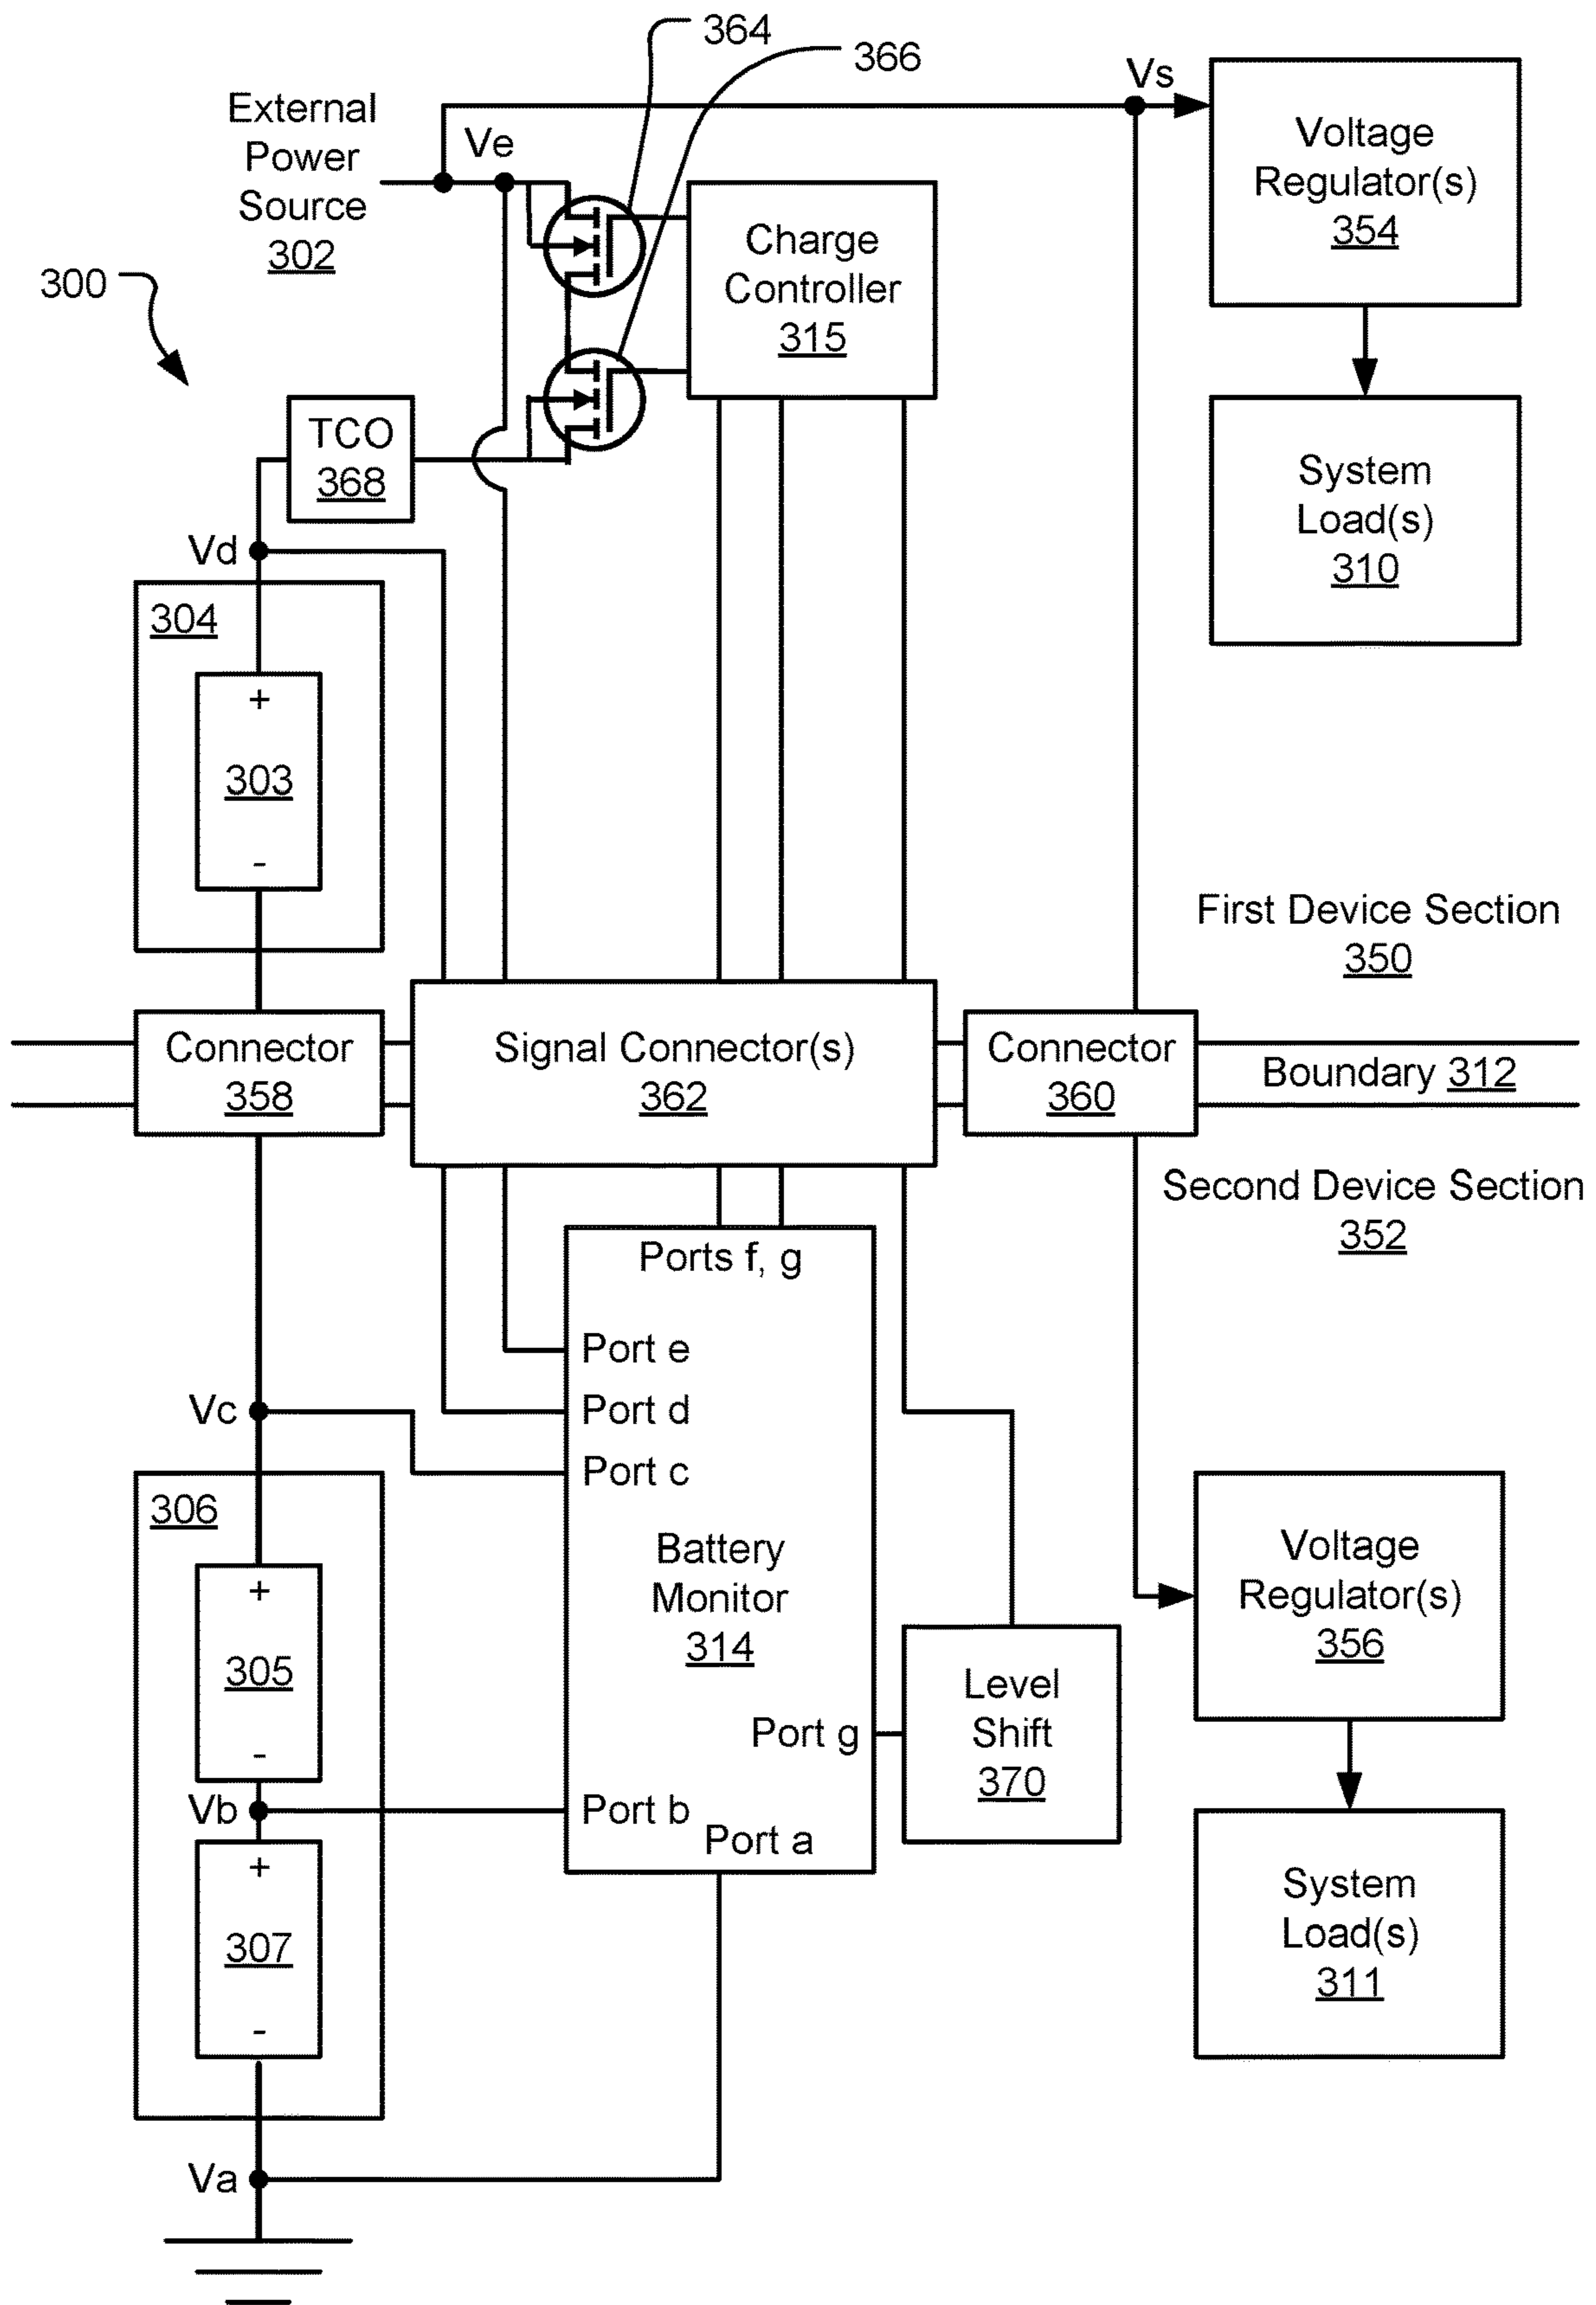 364
366
Vs
External
Power
Source
302
Ve
Voltage
Regulator(s)
354
300
Charge
Controller
315
TCO
368
System
Load(s)
310
Vd
304
+
303
-
First Device Section
350
Connector
358
Signal Connector(s)
362
Connector
360
Boundary 312
Second Device Section
352
Ports f, g
Port e
Vc
Port d
Port c
306
+
305
-
Battery
Monitor
314
Voltage
Regulator(s)
356
Level
Shift
370
Port g
Vb
Port b
Port a
+
307
-
System
Load(s)
311
Va